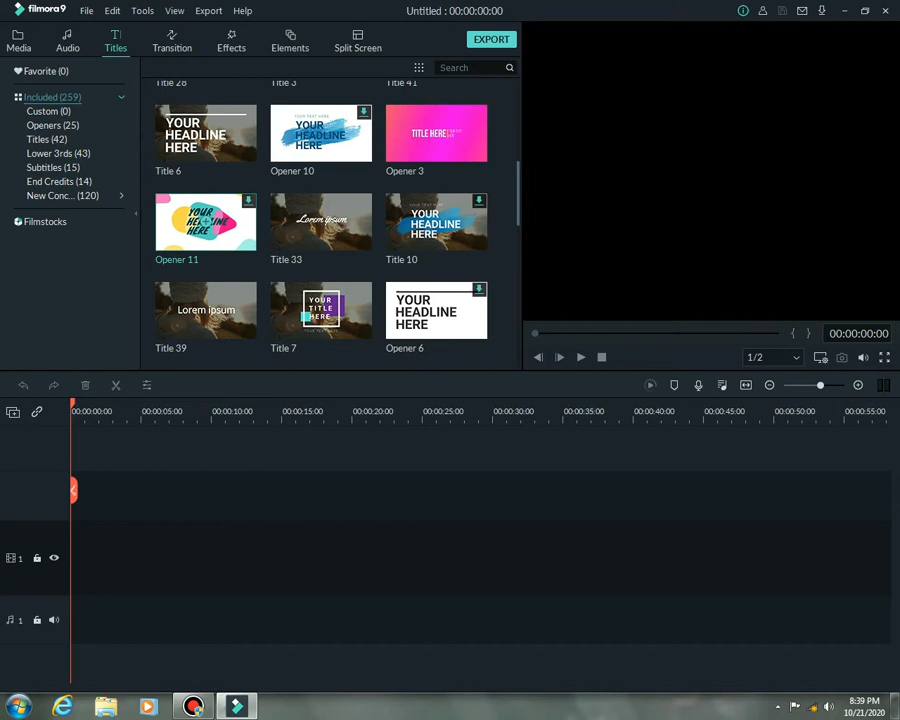 filmora9 File Edit Tools View Export Help Untitled : 00:00:00:00
Media Audio Titles Transition Effects Elements Split Screen EXPORT
Favorite (0)
Included (259)
Custom (0)
Openers (25)
Titles (42)
Lower 3rds (43)
Subtitles (15)
End Credits (14)
New Conc... (120)
Filmstocks
Search
Title 28 Title 3 Title 41
YOUR
HEADLINE
HERE
YOUR TEXT HERE
YOUR
HEADLINE
HERE
TITLE HERE
Title 6 Opener 10 Opener 3
YOUR
HEADLINE
HERE
Lorem ipsum
YOUR
HEADLINE
HERE
Opener 11 Title 33 Title 10
Lorem ipsum
YOUR
TITLE
HERE
YOUR
HEADLINE
HERE
Title 39 Title 7 Opener 6
00:00:00:00
1/2
00:00:00:00 00:00:05:00 00:00:10:00 00:00:15:00 00:00:20:00 00:00:25:00 00:00:30:00 00:00:35:00 00:00:40:00 00:00:45:00 00:00:50:00 00:00:55:00
1
1
8:39 PM
10/21/2020